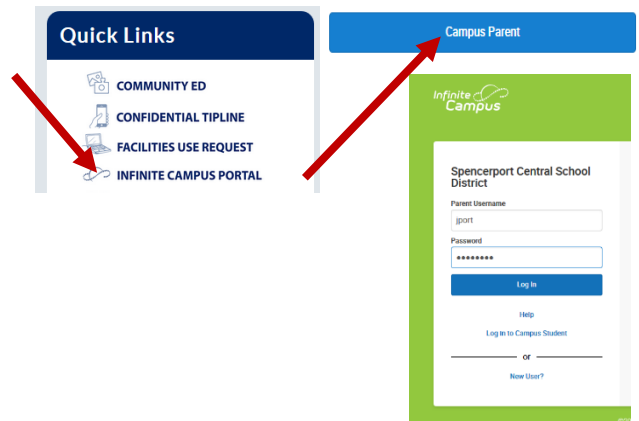 Quick Links
COMMUNITY ED
CONFIDENTIAL TIPLINE
FACILITIES USE REQUEST
INFINITE CAMPUS PORTAL
Campus Parent
Infinite
Campus
Spencerport Central School
District
Parent Username
jport
Password
••••••••
Log In
Help
Log in to Campus Student
or
New User?